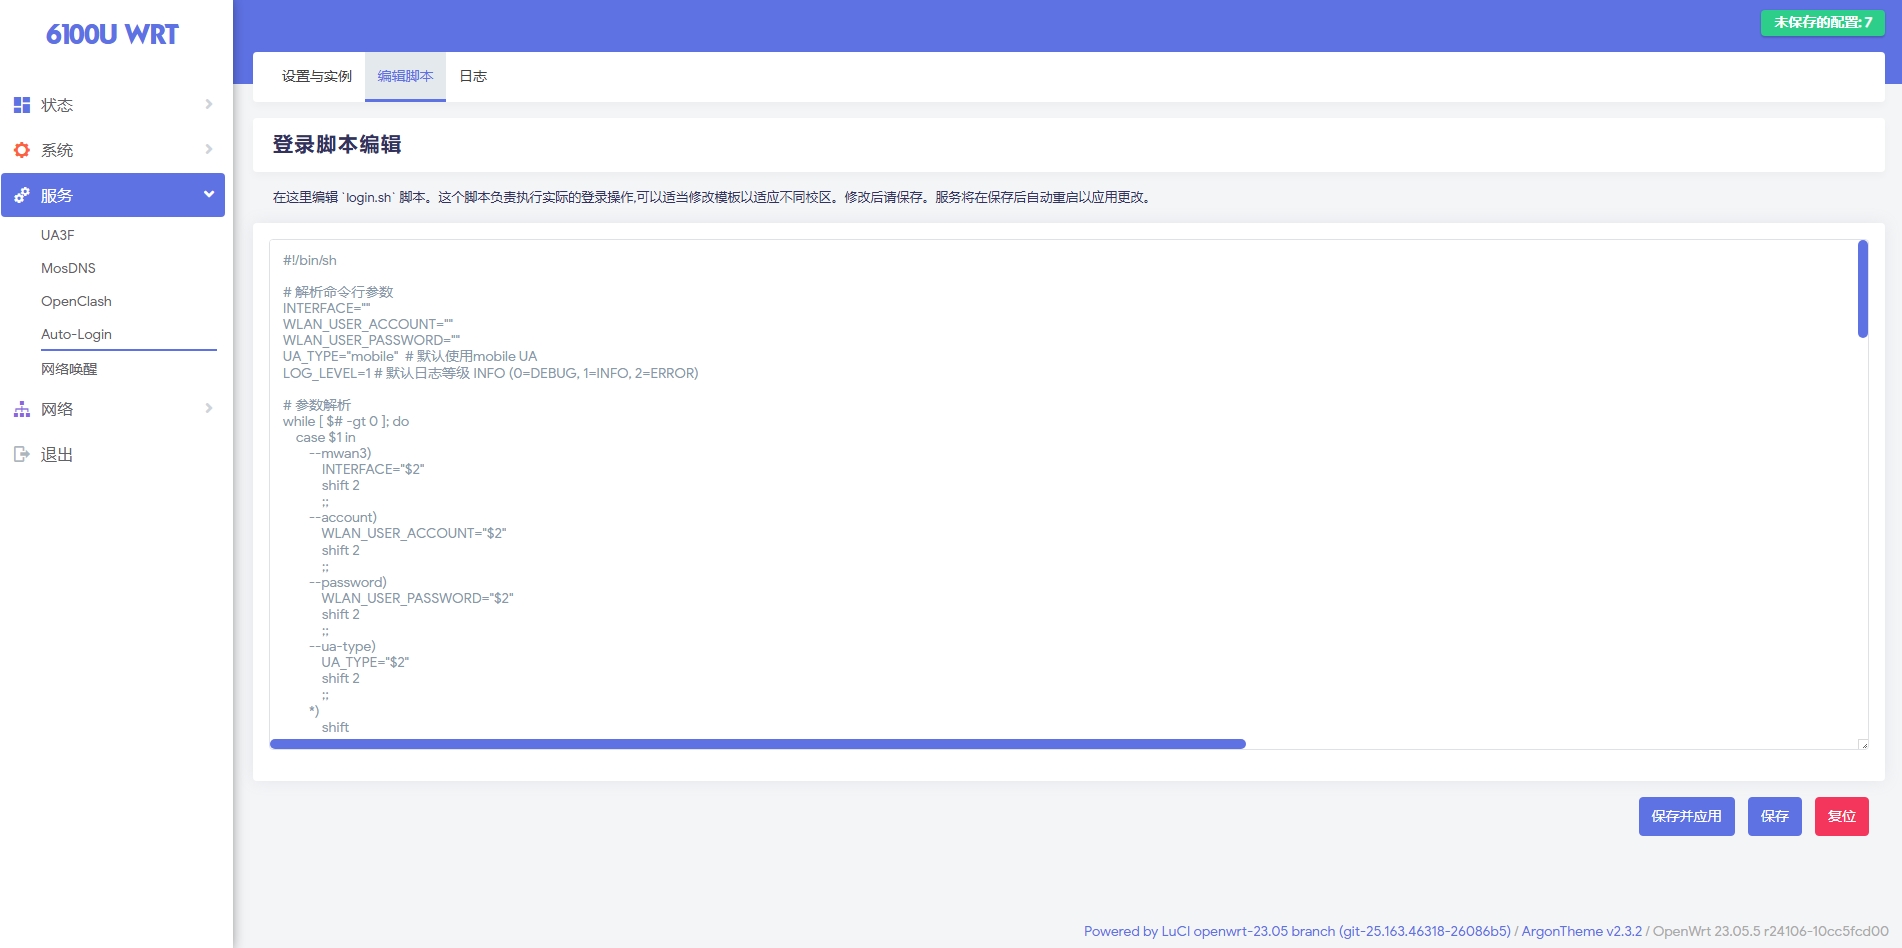 6100U WRT
未保存的配置: 7
状态
系统
服务
UA3F
MosDNS
OpenClash
Auto-Login
网络唤醒
网络
退出
设置与实例 编辑脚本 日志
登录脚本编辑
在这里编辑 `login.sh` 脚本。这个脚本负责执行实际的登录操作,可以适当修改模板以适应不同校区。修改后请保存。服务将在保存后自动重启以应用更改。
#!/bin/sh
# 解析命令行参数
INTERFACE=""
WLAN_USER_ACCOUNT=""
WLAN_USER_PASSWORD=""
UA_TYPE="mobile"  # 默认使用mobile UA
LOG_LEVEL=1 # 默认日志等级 INFO (0=DEBUG, 1=INFO, 2=ERROR)
# 参数解析
while [ $# -gt 0 ]; do
case $1 in
--mwan3)
INTERFACE="$2"
shift 2
;;
--account)
WLAN_USER_ACCOUNT="$2"
shift 2
;;
--password)
WLAN_USER_PASSWORD="$2"
shift 2
;;
--ua-type)
UA_TYPE="$2"
shift 2
;;
*)
shift
保存并应用 保存 复位
Powered by LuCI openwrt-23.05 branch (git-25.163.46318-26086b5) / ArgonTheme v2.3.2 / OpenWrt 23.05.5 r24106-10cc5fcd00